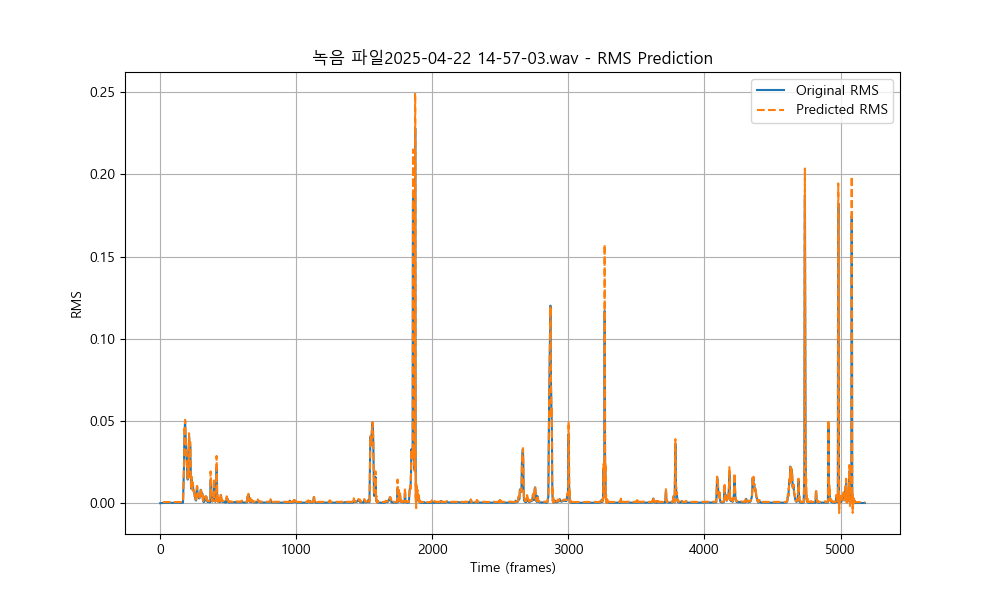 녹음 파일2025-04-22 14-57-03.wav - RMS Prediction
Original RMS
Predicted RMS
0.25
0.20
0.15
0.10
0.05
0.00
RMS
0 1000 2000 3000 4000 5000
Time (frames)